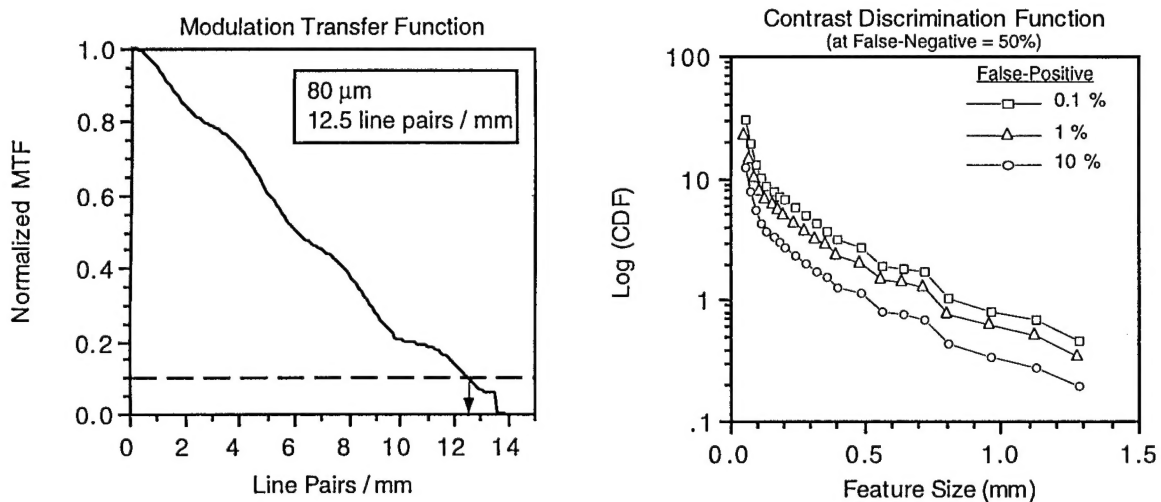 Modulation Transfer Function
Normalized MTF
1.0
0.8
0.6
0.4
0.2
0.0
80 μm
12.5 line pairs / mm
0 2 4 6 8 10 12 14
Line Pairs / mm
Contrast Discrimination Function
(at False-Negative = 50%)
Log (CDF)
100
10
1
.1
False-Positive
0.1 %
1 %
10 %
0.0 0.5 1.0 1.5
Feature Size (mm)